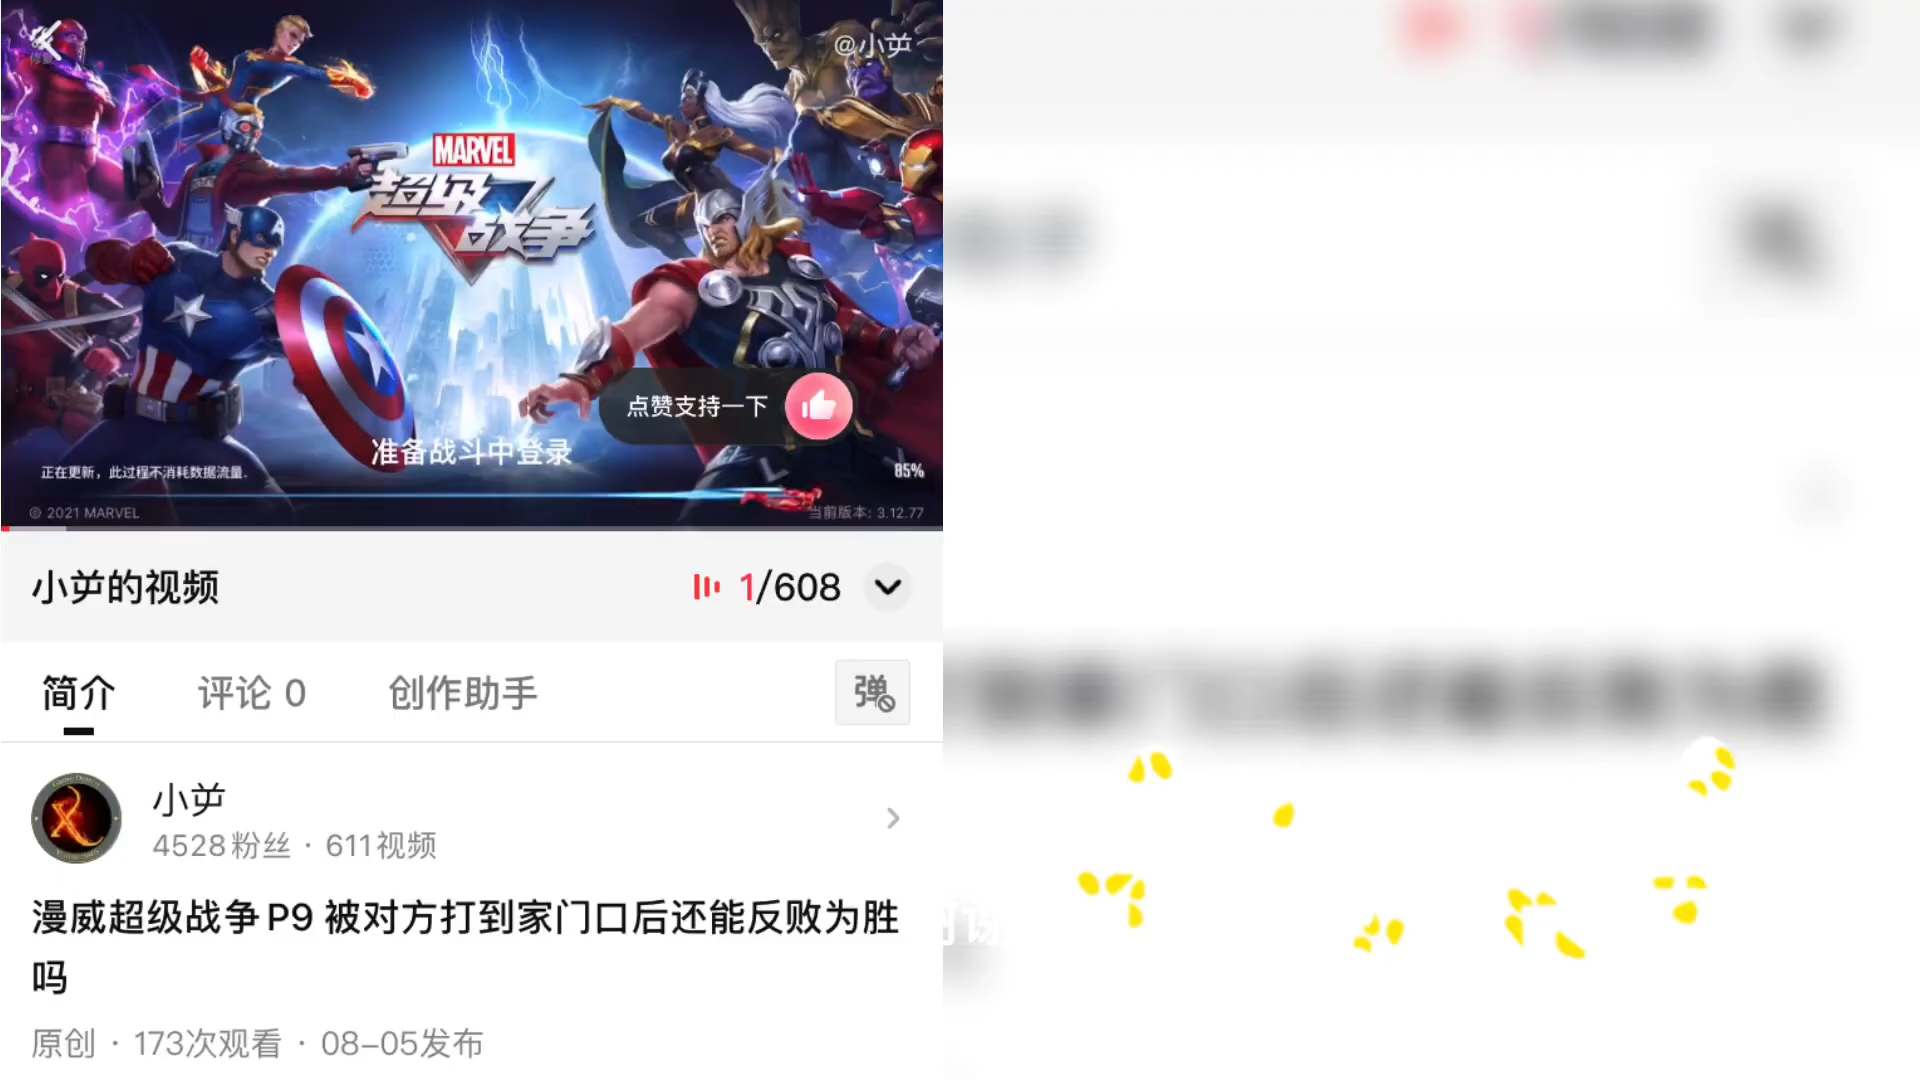 @小屰
MARVEL
超级
战争
点赞支持一下
准备战斗中登录
正在更新，此过程不消耗数据流量.
85%
© 2021 MARVEL
当前版本: 3.12.77
小屰的视频
1/608
简介
评论 0
创作助手
弹
小屰
4528粉丝 · 611视频
漫威超级战争P9 被对方打到家门口后还能反败为胜
吗
原创 · 173次观看 · 08-05发布